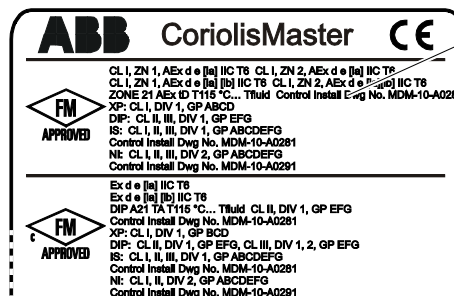 ABB CoriolisMaster CE
CL I, ZN 1, AEx d e [ia] IIC T6 CL I, ZN 2, AEx d e [ia] IIC T6
CL I, ZN 1, AEx d e [ia] [ib] IIC T6 CL I, ZN 2, AEx d e IIC T6
ZONE 21 AEx tD T115 °C... Tfluid Control Install No. MDM-10-A028
XP: CL I, DIV 1, GP ABCD
DIP: CL II, III, DIV 1, GP EFG
IS: CL I, II, III, DIV 1, GP ABCDEFG
Control Install Dwg No. MDM-10-A0281
NI: CL I, II, III, DIV 2, GP ABCDEFG
Control Install Dwg No. MDM-10-A0291
FM
APPROVED
Ex d e [ia] IIC T6
Ex d e [ia] [ib] IIC T6
DIP A21 TA T115 °C... Tfluid CL II, DIV 1, GP EFG
Control Install Dwg No. MDM-10-A0281
XP: CL I, DIV 1, GP BCD
DIP: CL II, DIV 1, GP EFG, CL III, DIV 1, 2, GP EFG
IS: CL I, II, III, DIV 1, GP ABCDEFG
Control Install Dwg No. MDM-10-A0281
NI: CL I, II, DIV 2, GP ABCDEFG
Control Install Dwg No. MDM-10-A0291
FM
c APPROVED